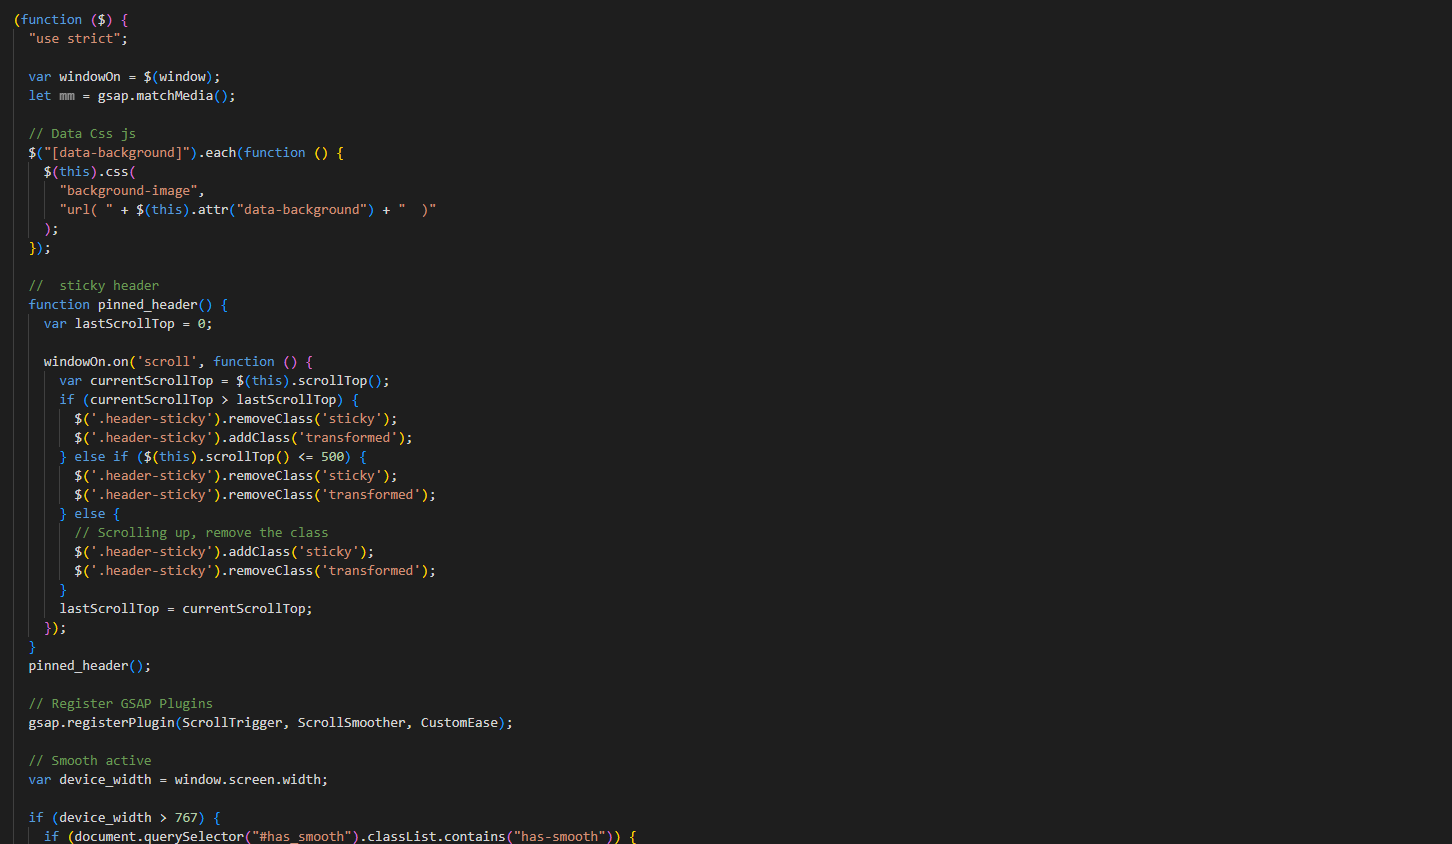 (function ($) {
"use strict";
var windowOn = $(window);
let mm = gsap.matchMedia();
// Data Css js
$("[data-background]").each(function () {
$(this).css(
"background-image",
"url( " + $(this).attr("data-background") + "  )"
);
});
//  sticky header
function pinned_header() {
var lastScrollTop = 0;
windowOn.on('scroll', function () {
var currentScrollTop = $(this).scrollTop();
if (currentScrollTop > lastScrollTop) {
$('.header-sticky').removeClass('sticky');
$('.header-sticky').addClass('transformed');
} else if ($(this).scrollTop() <= 500) {
$('.header-sticky').removeClass('sticky');
$('.header-sticky').removeClass('transformed');
} else {
// Scrolling up, remove the class
$('.header-sticky').addClass('sticky');
$('.header-sticky').removeClass('transformed');
}
lastScrollTop = currentScrollTop;
});
}
pinned_header();
// Register GSAP Plugins
gsap.registerPlugin(ScrollTrigger, ScrollSmoother, CustomEase);
// Smooth active
var device_width = window.screen.width;
if (device_width > 767) {
if (document.querySelector("#has_smooth").classList.contains("has-smooth")) {